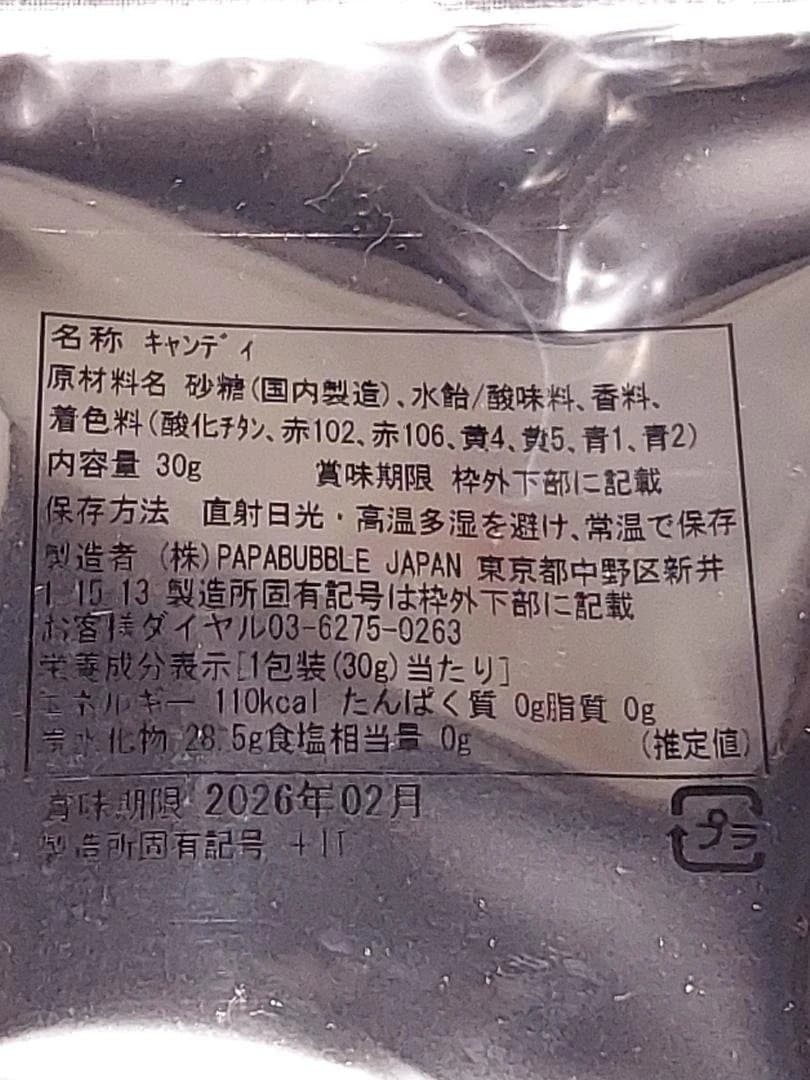 名称 キャンディ
原材料名 砂糖(国内製造)、水飴/酸味料、香料、
着色料(酸化チタン、赤102、赤106、黄4、黄5、青1、青2)
内容量 30g 賞味期限 枠外下部に記載
保存方法 直射日光・高温多湿を避け、常温で保存
製造者 (株)PAPABUBBLE JAPAN 東京都中野区新井
1 15 13 製造所固有記号は枠外下部に記載
お客様ダイヤル03-6275-0263
栄養成分表示[1包装(30g)当たり]
エネルギー 110kcal たんぱく質 0g脂質 0g
炭水化物 28.5g食塩相当量 0g (推定値)
賞味期限 2026年02月
製造所固有記号
プラ